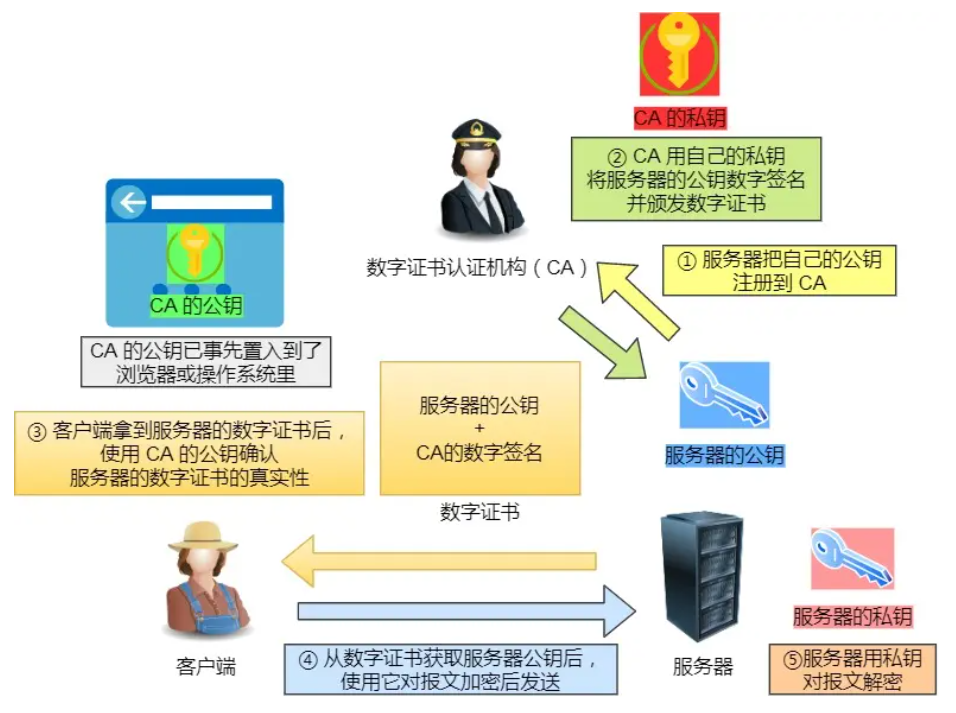 CA 的私钥
② CA 用自己的私钥
将服务器的公钥数字签名
并颁发数字证书
数字证书认证机构（CA）
① 服务器把自己的公钥
注册到 CA
CA 的公钥
CA 的公钥已事先置入到了
浏览器或操作系统里
③ 客户端拿到服务器的数字证书后，
使用 CA 的公钥确认
服务器的数字证书的真实性
服务器的公钥
+
CA的数字签名
数字证书
服务器的公钥
客户端
④ 从数字证书获取服务器公钥后，
使用它对报文加密后发送
服务器
服务器的私钥
⑤服务器用私钥
对报文解密